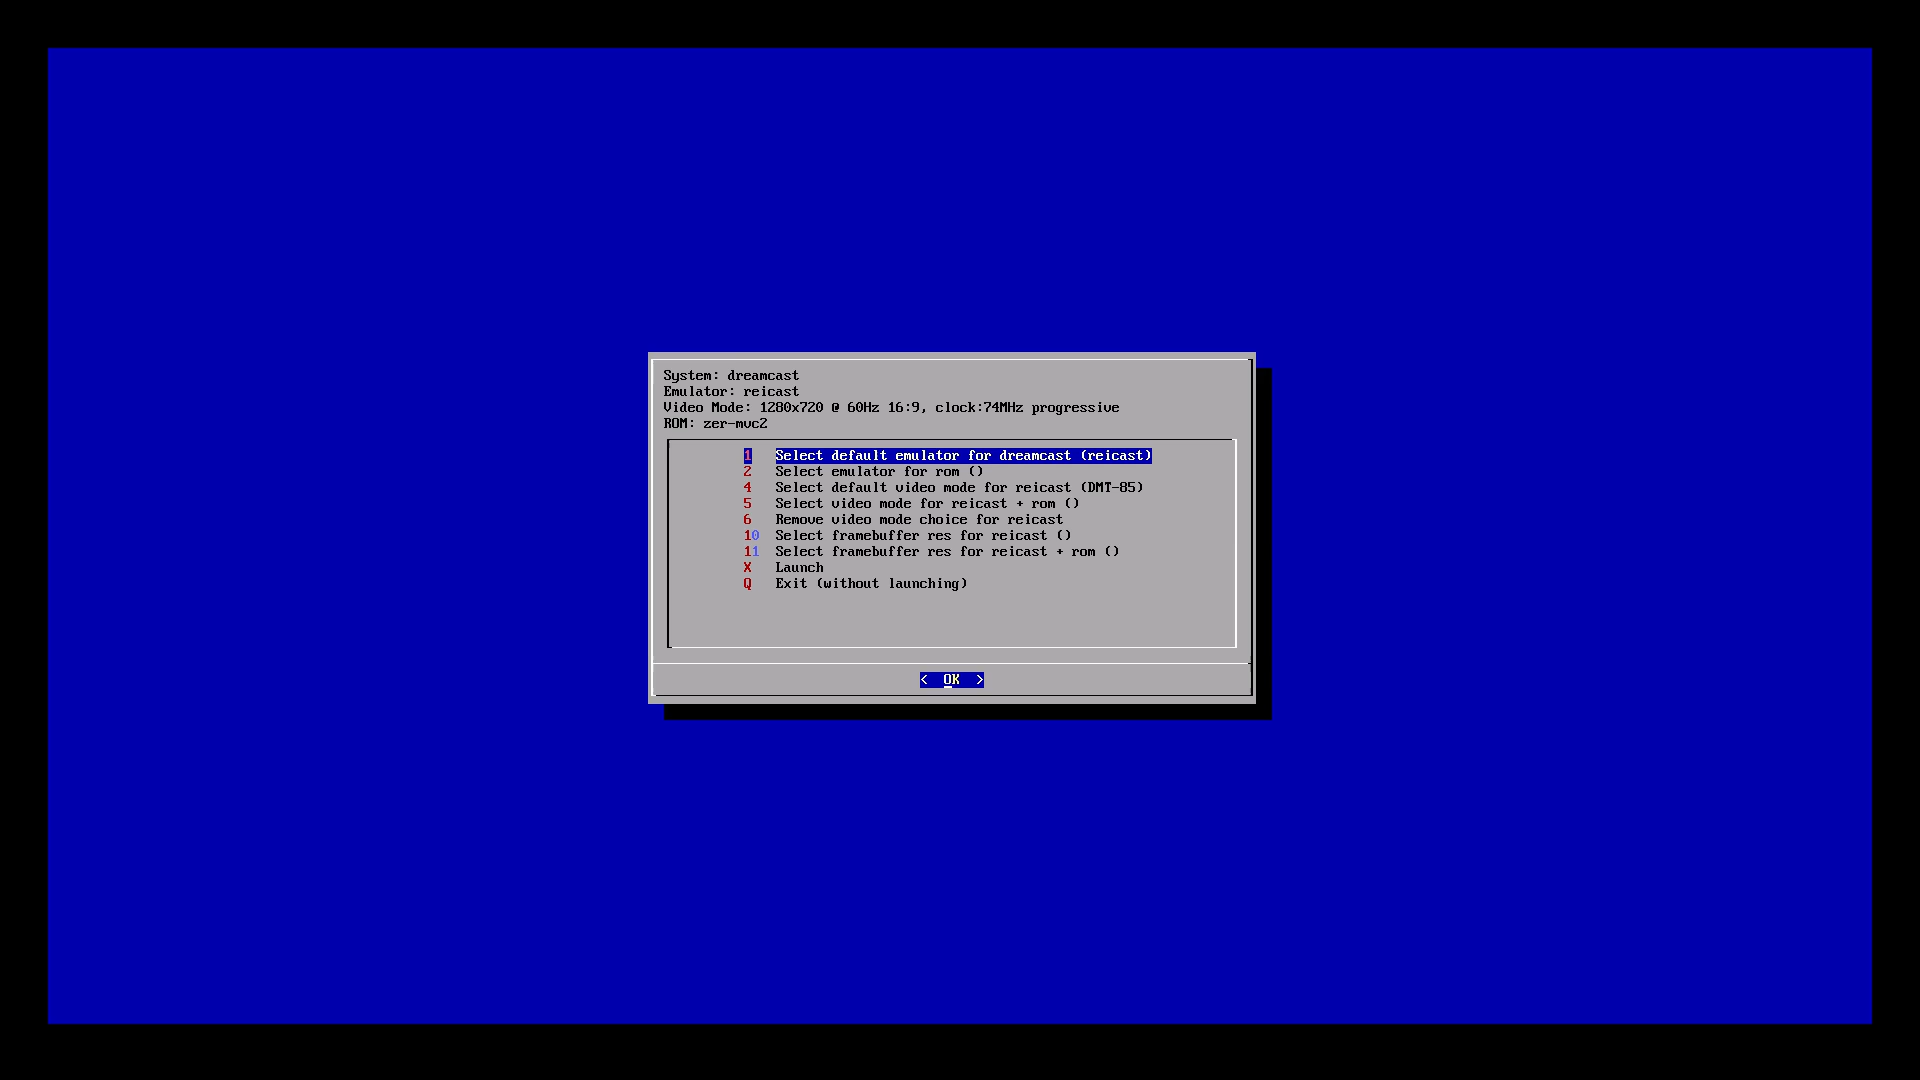 System: dreamcast
Emulator: reicast
Video Mode: 1280x720 @ 60Hz 16:9, clock:74MHz progressive
ROM: zer-mvc2
1 Select default emulator for dreamcast (reicast)
2 Select emulator for rom ()
4 Select default video mode for reicast (DMT-85)
5 Select video mode for reicast + rom ()
6 Remove video mode choice for reicast
10 Select framebuffer res for reicast ()
11 Select framebuffer res for reicast + rom ()
X Launch
Q Exit (without launching)
< OK >